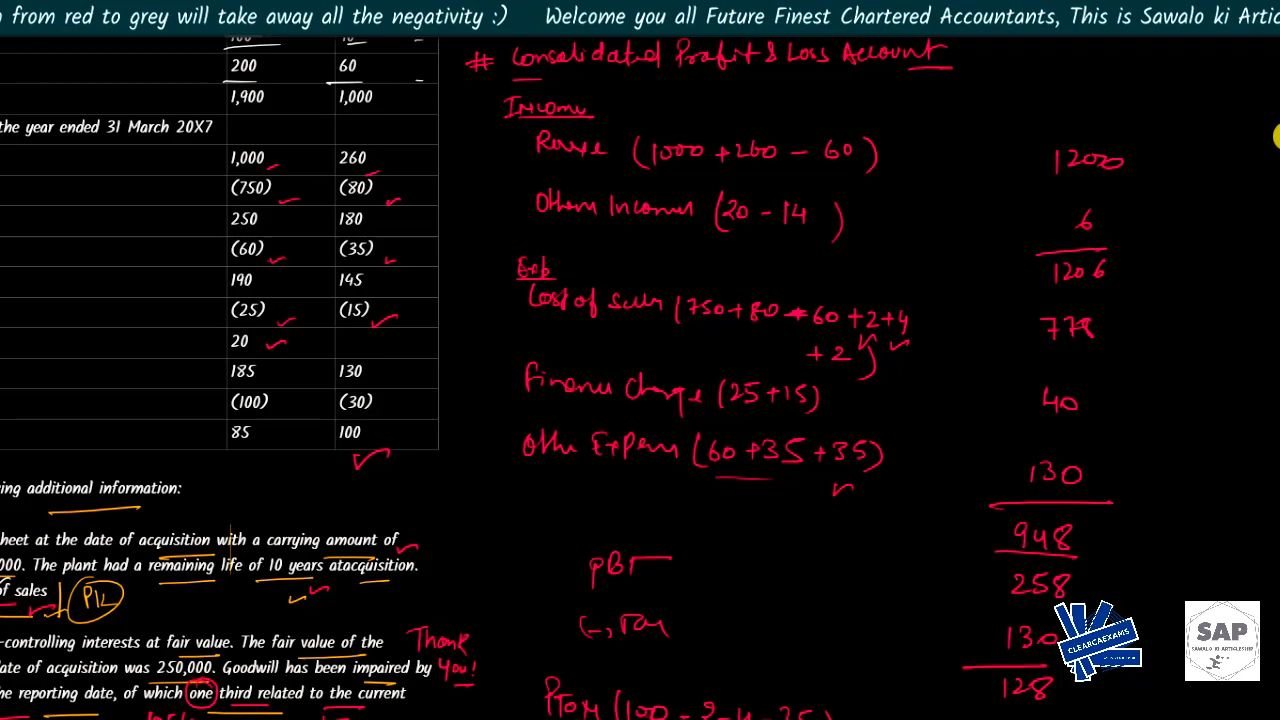 n from red to grey will take away all the negativity :) Welcome you all Future Finest Chartered Accountants, This is Sawalo ki Artic
200 60
1,900 1,000
the year ended 31 March 20X7
1,000 260
(750) (80)
250 180
(60) (35)
190 145
(25) (15)
20
185 130
(100) (30)
85 100
ing additional information:
heet at the date of acquisition with a carrying amount of
000. The plant had a remaining life of 10 years atacquisition.
of sales
P/L
-controlling interests at fair value. The fair value of the
date of acquisition was 250,000. Goodwill has been impaired by
he reporting date, of which one third related to the current
Thank
You!
# Consolidated Profit & Loss Account
Income
(1000 + 260 - 60) 1200
Others Incomes (20 - 14 ) 6
1206
Exp
Cost of (750+80 - 60 +2+4
+ 2 ) 778
Finance Charge (25+15) 40
Othe Expens (60 +35 +35) 130
948
PBT 258
(-) Tax 130
128
CLEARCAEXAMS
SAP
SAWALO KI ARTICLESHIP